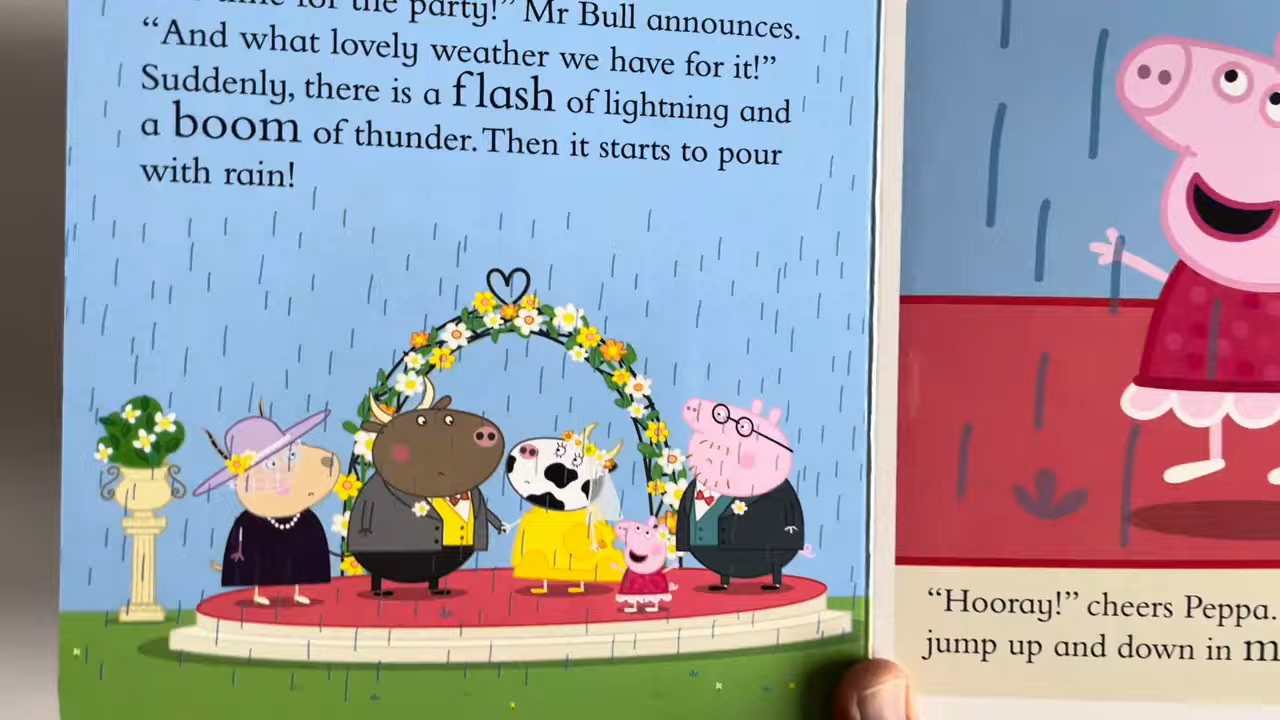 for the party!” Mr Bull announces.
“And what lovely weather we have for it!”
Suddenly, there is a flash of lightning and
a boom of thunder. Then it starts to pour
with rain!
“Hooray!” cheers Peppa.
jump up and down in